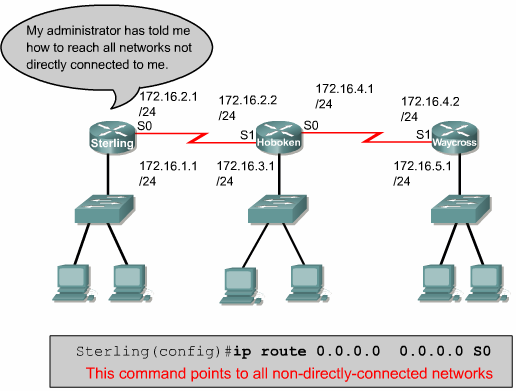 My administrator has told me
how to reach all networks not
directly connected to me.
172.16.2.1
/24
S0
172.16.2.2
/24
S1
172.16.4.1
/24
S0
172.16.4.2
/24
S1
Sterling
Hoboken
Waycross
172.16.1.1
/24
172.16.3.1
/24
172.16.5.1
/24
Sterling(config)#ip route 0.0.0.0 0.0.0.0 S0
This command points to all non-directly-connected networks